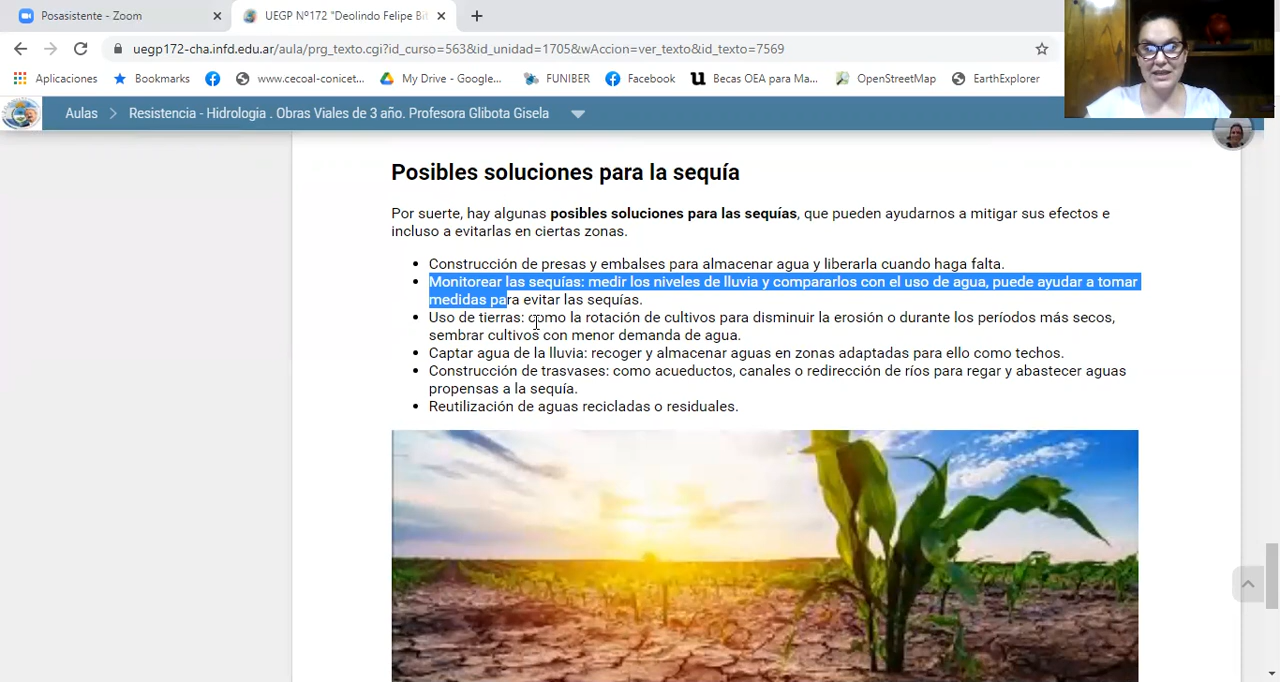 Posasistente - Zoom
UEGP Nº172 "Deolindo Felipe Bit
uegp172-cha.infd.edu.ar/aula/prg_texto.cgi?id_curso=563&id_unidad=1705&wAccion=ver_texto&id_texto=7569
Aplicaciones Bookmarks www.cecoal-conicet... My Drive - Google... FUNIBER Facebook Becas OEA para Ma... OpenStreetMap EarthExplorer
Aulas Resistencia - Hidrologia . Obras Viales de 3 año. Profesora Glibota Gisela
Posibles soluciones para la sequía
Por suerte, hay algunas posibles soluciones para las sequías, que pueden ayudarnos a mitigar sus efectos e
incluso a evitarlas en ciertas zonas.
• Construcción de presas y embalses para almacenar agua y liberarla cuando haga falta.
• Monitorear las sequías: medir los niveles de lluvia y compararlos con el uso de agua, puede ayudar a tomar
medidas para evitar las sequías.
• Uso de tierras: como la rotación de cultivos para disminuir la erosión o durante los períodos más secos,
sembrar cultivos con menor demanda de agua.
• Captar agua de la lluvia: recoger y almacenar aguas en zonas adaptadas para ello como techos.
• Construcción de trasvases: como acueductos, canales o redirección de ríos para regar y abastecer aguas
propensas a la sequía.
• Reutilización de aguas recicladas o residuales.